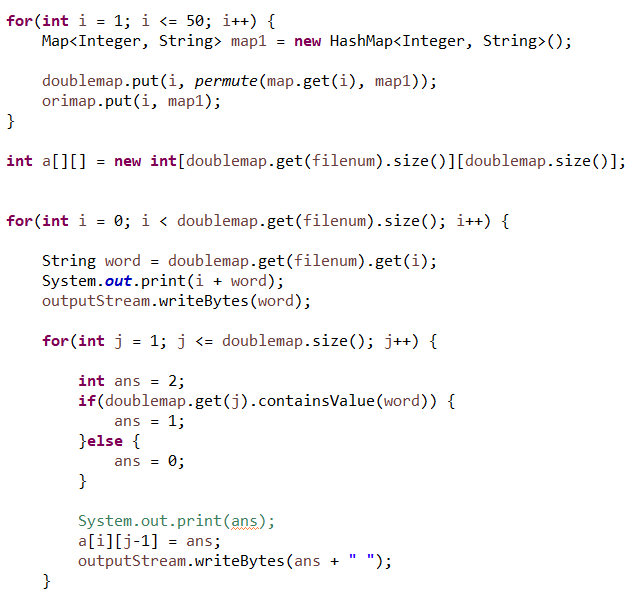 for(int i = 1; i <= 50; i++) {
    Map<Integer, String> map1 = new HashMap<Integer, String>();
    doublemap.put(i, permute(map.get(i), map1));
    orimap.put(i, map1);
}
int a[][] = new int[doublemap.get(filenum).size()][doublemap.size()];
for(int i = 0; i < doublemap.get(filenum).size(); i++) {
    String word = doublemap.get(filenum).get(i);
    System.out.print(i + word);
    outputStream.writeBytes(word);
    for(int j = 1; j <= doublemap.size(); j++) {
        int ans = 2;
        if(doublemap.get(j).containsValue(word)) {
            ans = 1;
        }else {
            ans = 0;
        }
        System.out.print(ans);
        a[i][j-1] = ans;
        outputStream.writeBytes(ans + " ");
    }